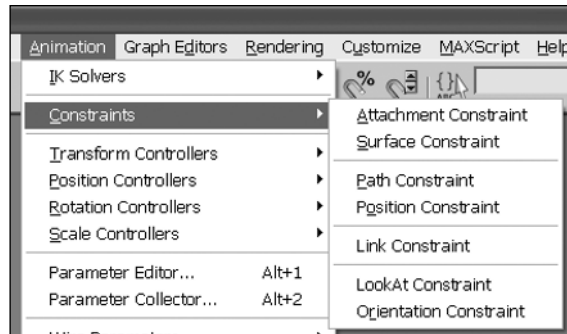 Animation Graph Editors Rendering Customize MAXScript Help
IK Solvers
Constraints
Transform Controllers
Position Controllers
Rotation Controllers
Scale Controllers
Parameter Editor... Alt+1
Parameter Collector... Alt+2
Attachment Constraint
Surface Constraint
Path Constraint
Position Constraint
Link Constraint
LookAt Constraint
Orientation Constraint